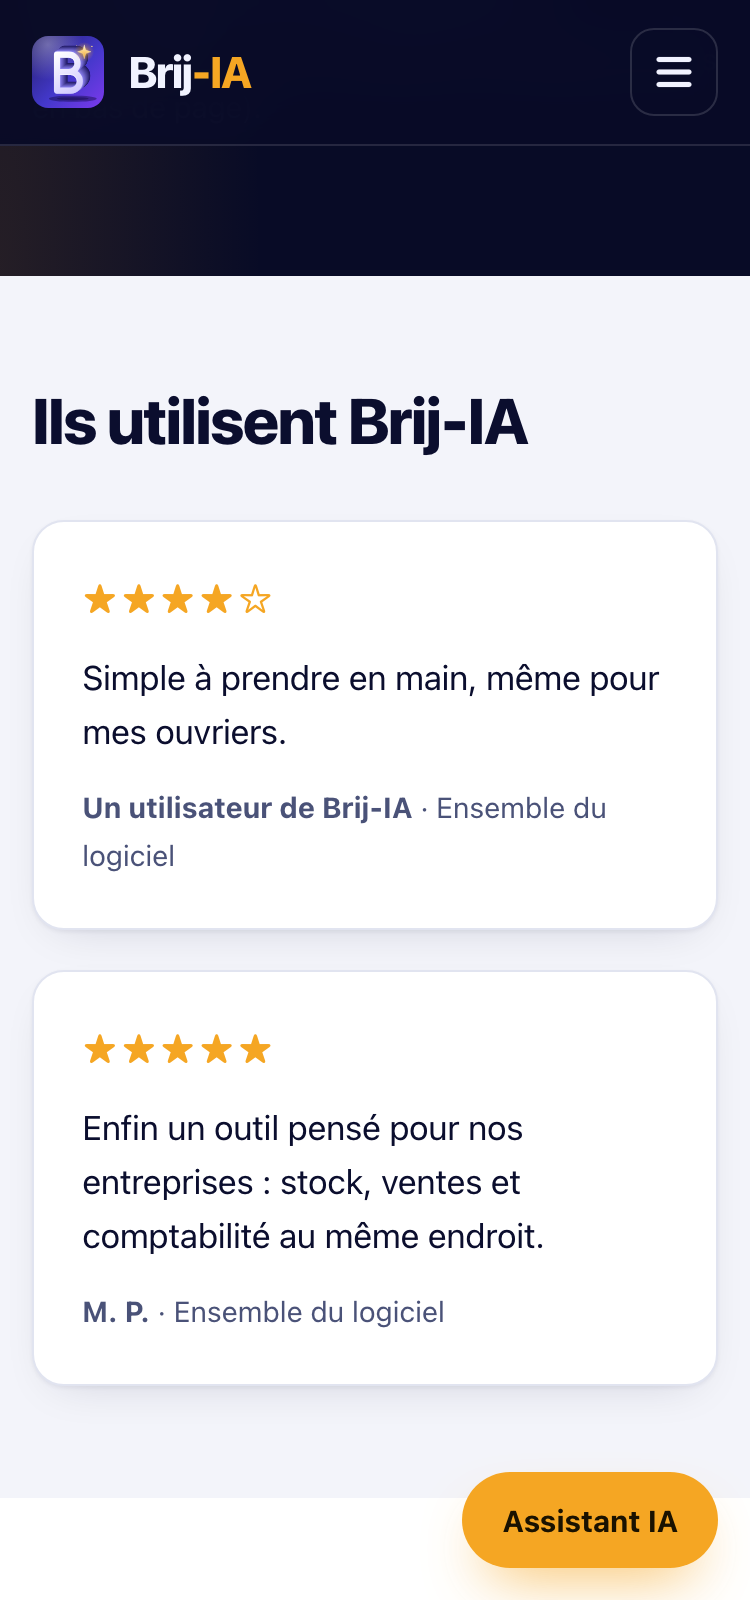 B
Brij-IA
Ils utilisent Brij-IA
Simple à prendre en main, même pour
mes ouvriers.
Un utilisateur de Brij-IA · Ensemble du
logiciel
Enfin un outil pensé pour nos
entreprises : stock, ventes et
comptabilité au même endroit.
M. P. · Ensemble du logiciel
Assistant IA